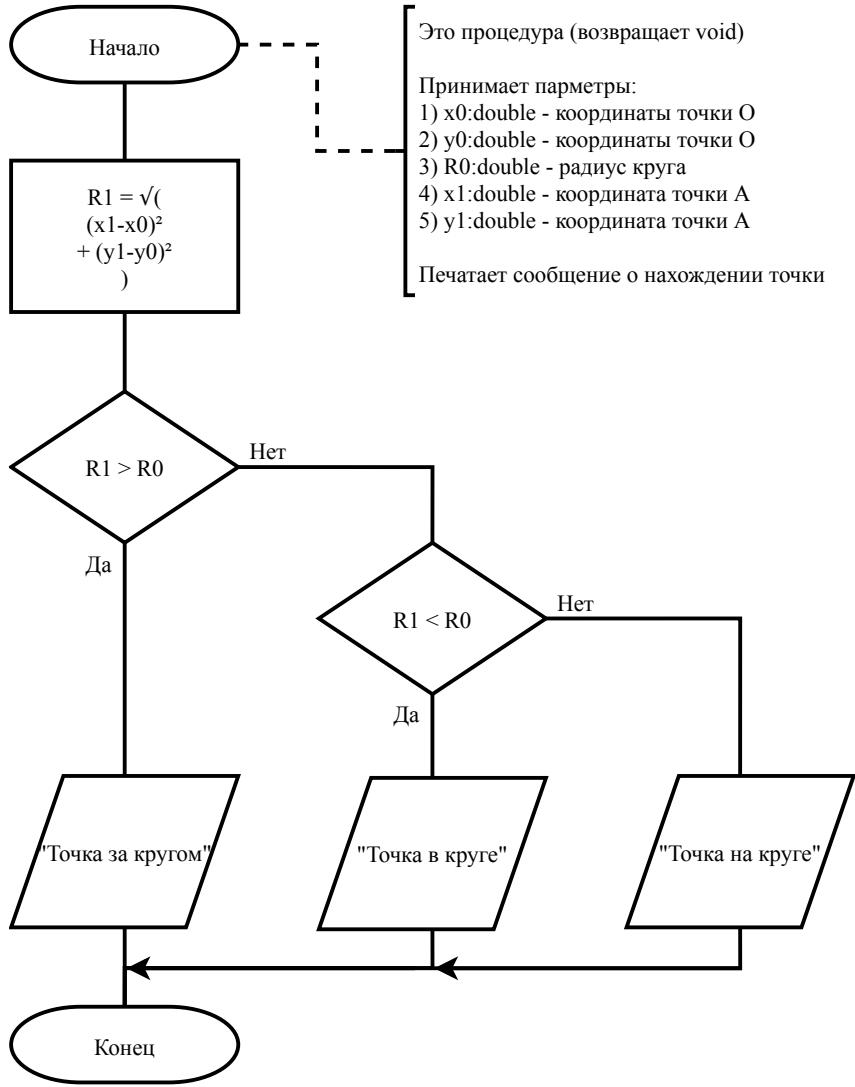 Начало
Это процедура (возвращает void)
Принимает парметры:
1) x0:double - координаты точки O
2) y0:double - координаты точки O
3) R0:double - радиус круга
4) x1:double - координата точки A
5) y1:double - координата точки A
Печатает сообщение о нахождении точки
R1 = √(
(x1-x0)²
+ (y1-y0)²
)
R1 > R0
Нет
Да
R1 < R0
Нет
Да
"Точка за кругом"
"Точка в круге"
"Точка на круге"
Конец